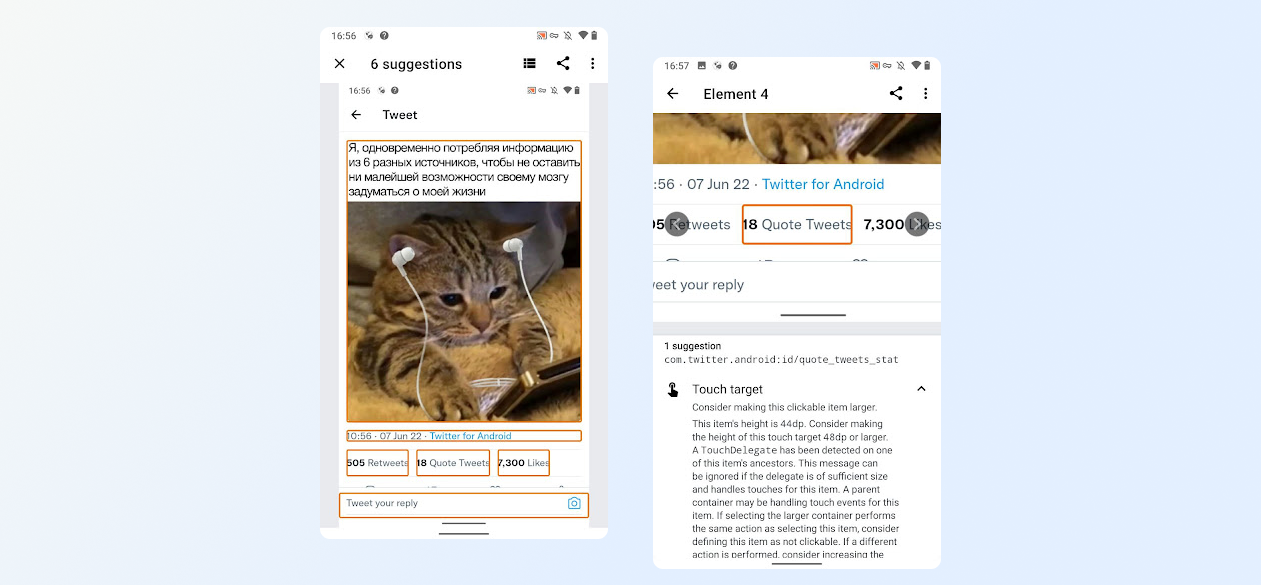 16:56
6 suggestions
16:56
Tweet
Я, одновременно потребляя информацию
из 6 разных источников, чтобы не оставить
ни малейшей возможности своему мозгу
задуматься о моей жизни
10:56 · 07 Jun 22 · Twitter for Android
505 Retweets 18 Quote Tweets 7,300 Likes
Tweet your reply
16:57
Element 4
:56 · 07 Jun 22 · Twitter for Android
05 Retweets 18 Quote Tweets 7,300 Likes
weet your reply
1 suggestion
com.twitter.android:id/quote_tweets_stat
Touch target
Consider making this clickable item larger.
This item's height is 44dp. Consider making
the height of this touch target 48dp or larger.
A TouchDelegate has been detected on one
of this item's ancestors. This message can
be ignored if the delegate is of sufficient size
and handles touches for this item. A parent
container may be handling touch events for this
item. If selecting the larger container performs
the same action as selecting this item, consider
defining this item as not clickable. If a different
action is performed, consider increasing the